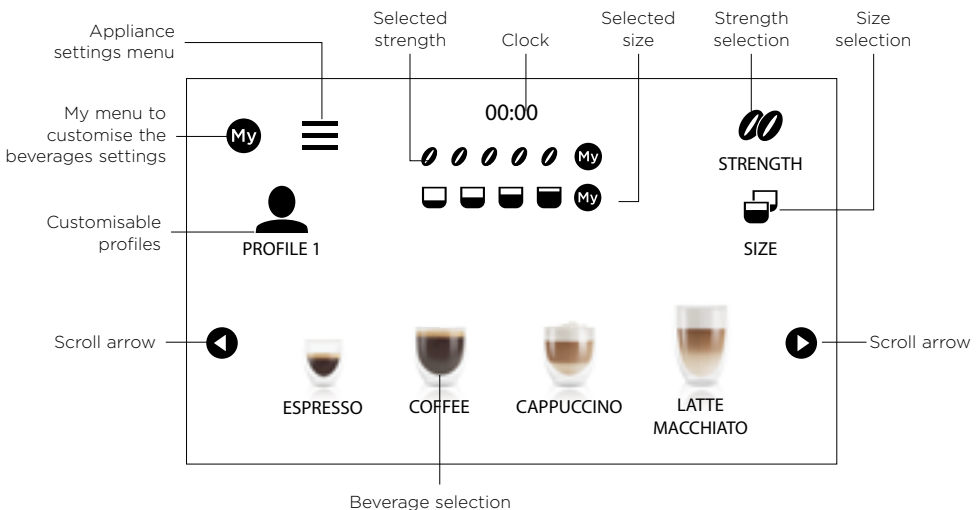 Appliance
settings menu
Selected
strength
Clock
Selected
size
Strength
selection
Size
selection
My menu to
customise the
beverages settings
My
00:00
My
STRENGTH
My
Customisable
profiles
PROFILE 1
SIZE
Scroll arrow
Scroll arrow
ESPRESSO
COFFEE
CAPPUCCINO
LATTE
MACCHIATO
Beverage selection